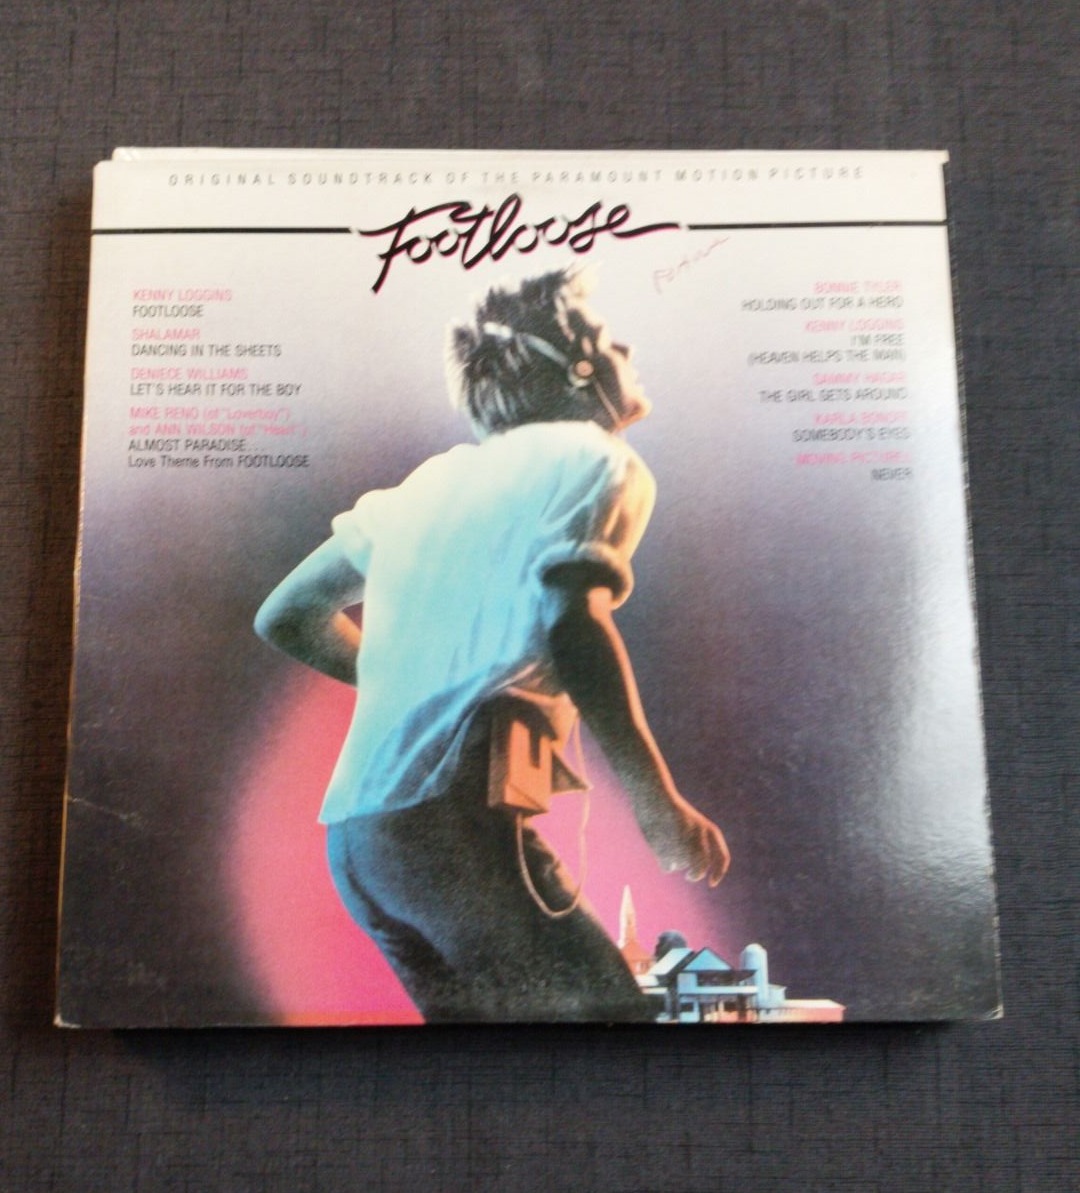 ORIGINAL SOUNDTRACK OF THE PARAMOUNT MOTION PICTURE
Footloose
KENNY LOGGINS
FOOTLOOSE
SHALAMAR
DANCING IN THE SHEETS
DENIECE WILLIAMS
LET'S HEAR IT FOR THE BOY
MIKE RENO (of "Loverboy")
and ANN WILSON (of "Heart")
ALMOST PARADISE...
Love Theme From FOOTLOOSE
BONNIE TYLER
HOLDING OUT FOR A HERO
KENNY LOGGINS
I'M FREE
(HEAVEN HELPS THE MAN)
SAMMY HAGAR
THE GIRL GETS AROUND
KARLA BONOFF
SOMEBODY'S EYES
MOVING PICTURES
NEVER